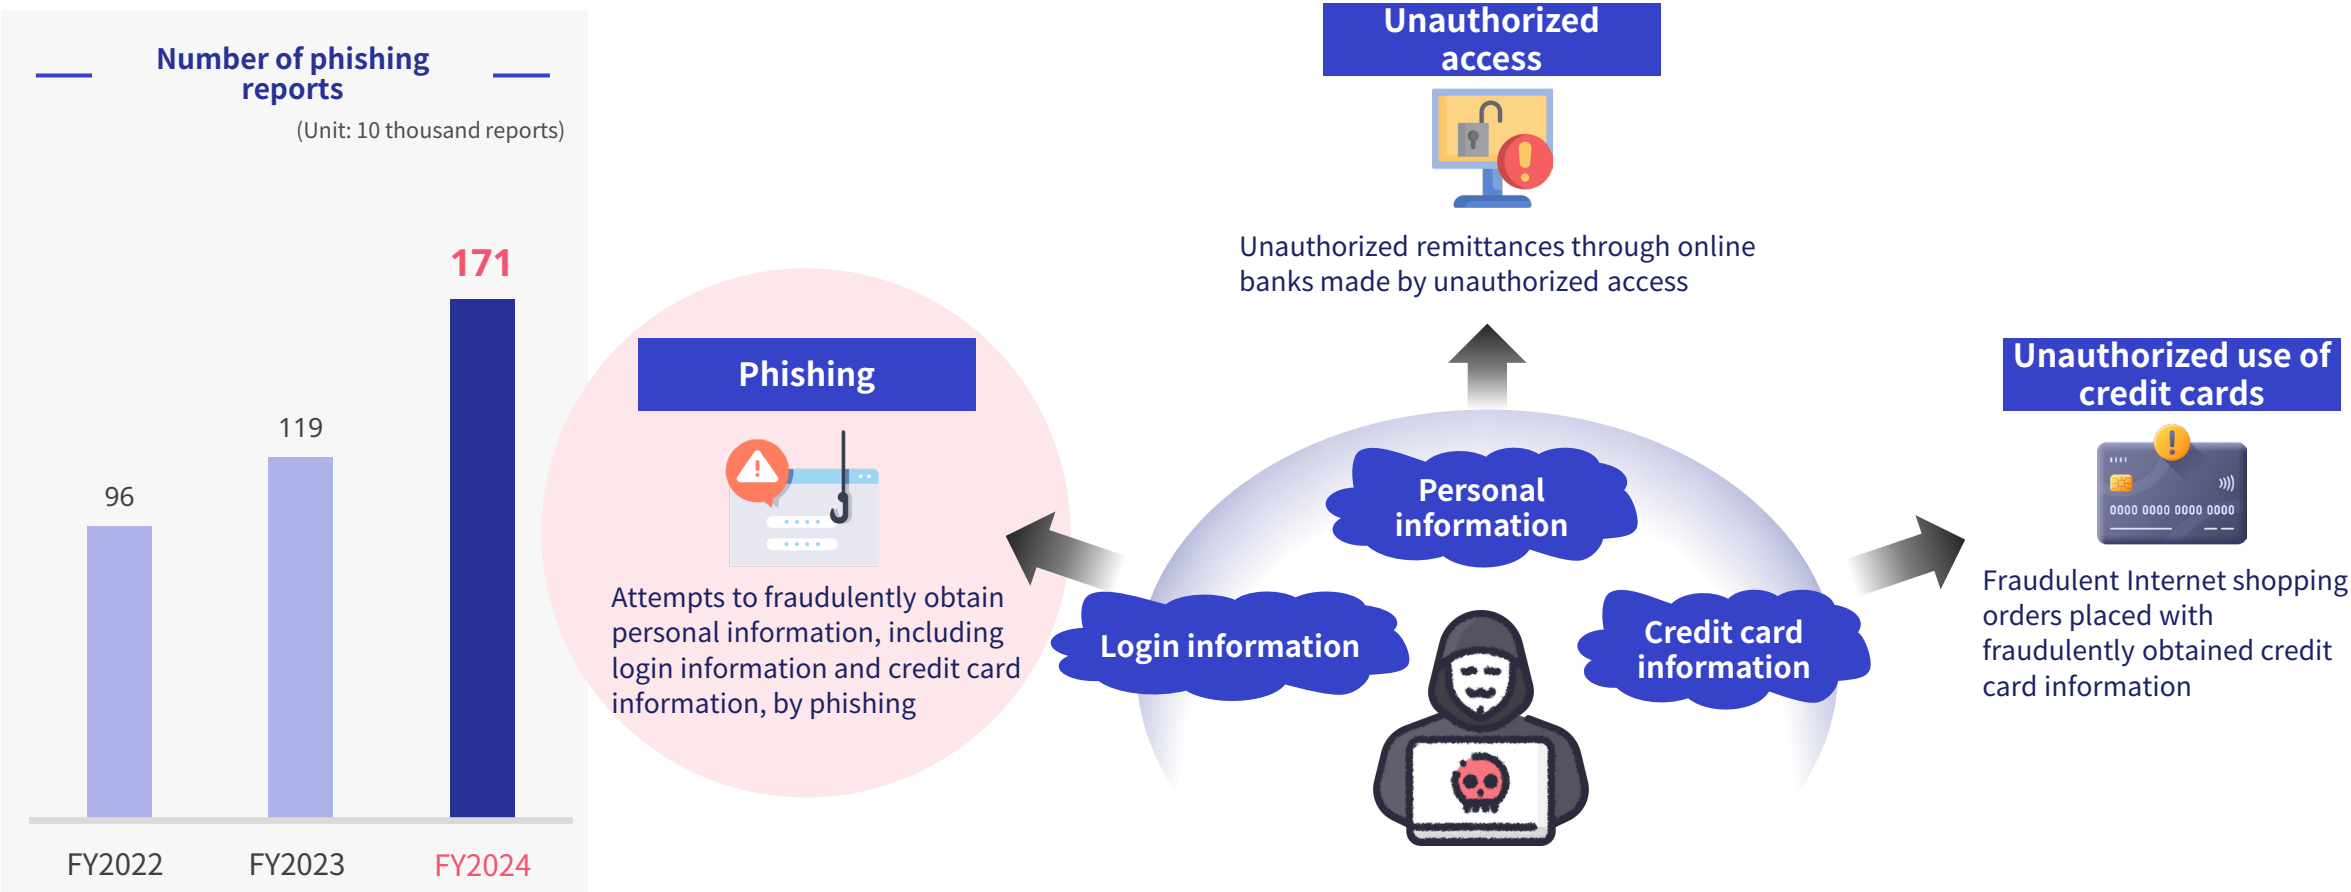 Number of phishing
reports
(Unit: 10 thousand reports)
171
119
96
FY2022
FY2023
FY2024
Phishing
Attempts to fraudulently obtain
personal information, including
login information and credit card
information, by phishing
Unauthorized
access
Unauthorized remittances through online
banks made by unauthorized access
Personal
information
Login information
Credit card
information
Unauthorized use of
credit cards
0000 0000 0000 0000
Fraudulent Internet shopping
orders placed with
fraudulently obtained credit
card information